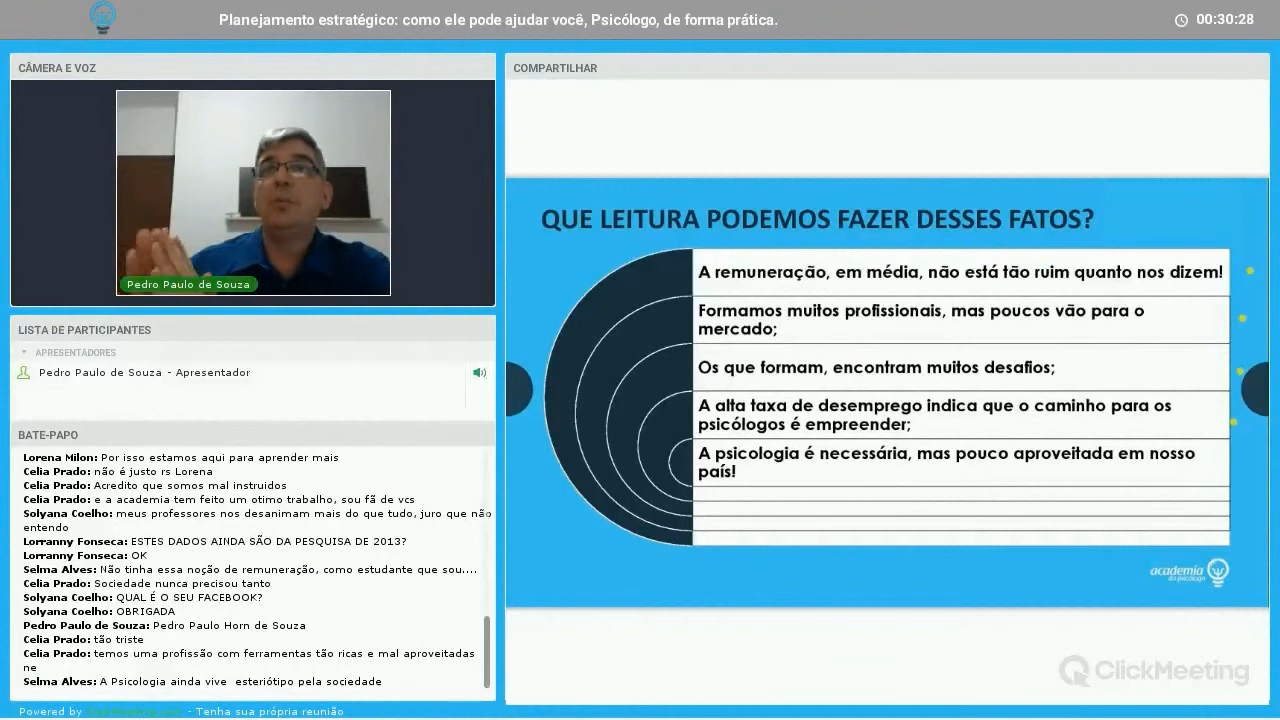 Planejamento estratégico: como ele pode ajudar você, Psicólogo, de forma prática.
00:30:28
CÂMERA E VOZ
Pedro Paulo de Souza
LISTA DE PARTICIPANTES
APRESENTADORES
Pedro Paulo de Souza - Apresentador
BATE-PAPO
Lorena Milon: Por isso estamos aqui para aprender mais
Celia Prado: não é justo rs Lorena
Celia Prado: Acredito que somos mal instruidos
Celia Prado: e a academia tem feito um otimo trabalho, sou fã de vcs
Solyana Coelho: meus professores nos desanimam mais do que tudo, juro que não
entendo
Lorranny Fonseca: ESTES DADOS AINDA SÃO DA PESQUISA DE 2013?
Lorranny Fonseca: OK
Selma Alves: Não tinha essa noção de remuneração, como estudante que sou....
Celia Prado: Sociedade nunca precisou tanto
Solyana Coelho: QUAL É O SEU FACEBOOK?
Solyana Coelho: OBRIGADA
Pedro Paulo de Souza: Pedro Paulo Horn de Souza
Celia Prado: tão triste
Celia Prado: temos uma profissão com ferramentas tão ricas e mal aproveitadas
ne
Selma Alves: A Psicologia ainda vive esteriótipo pela sociedade
Powered by - Tenha sua própria reunião
COMPARTILHAR
QUE LEITURA PODEMOS FAZER DESSES FATOS?
A remuneração, em média, não está tão ruim quanto nos dizem!
Formamos muitos profissionais, mas poucos vão para o
mercado;
Os que formam, encontram muitos desafios;
A alta taxa de desemprego indica que o caminho para os
psicólogos é empreender;
A psicologia é necessária, mas pouco aproveitada em nosso
país!
academia
do psicólogo
ClickMeeting